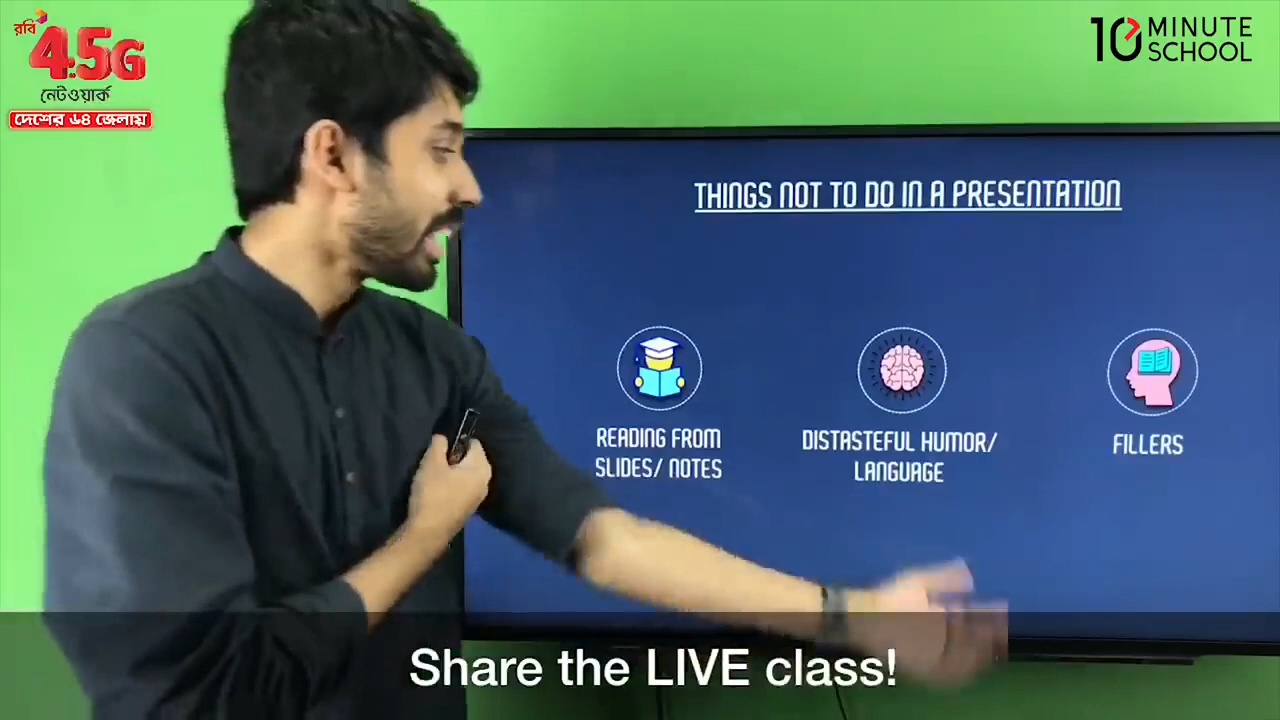 রবি
4.5G
নেটওয়ার্ক
দেশের ৬৪ জেলায়
10 MINUTE
SCHOOL
THINGS NOT TO DO IN A PRESENTATION
READING FROM
SLIDES/ NOTES
DISTASTEFUL HUMOR/
LANGUAGE
FILLERS
Share the LIVE class!